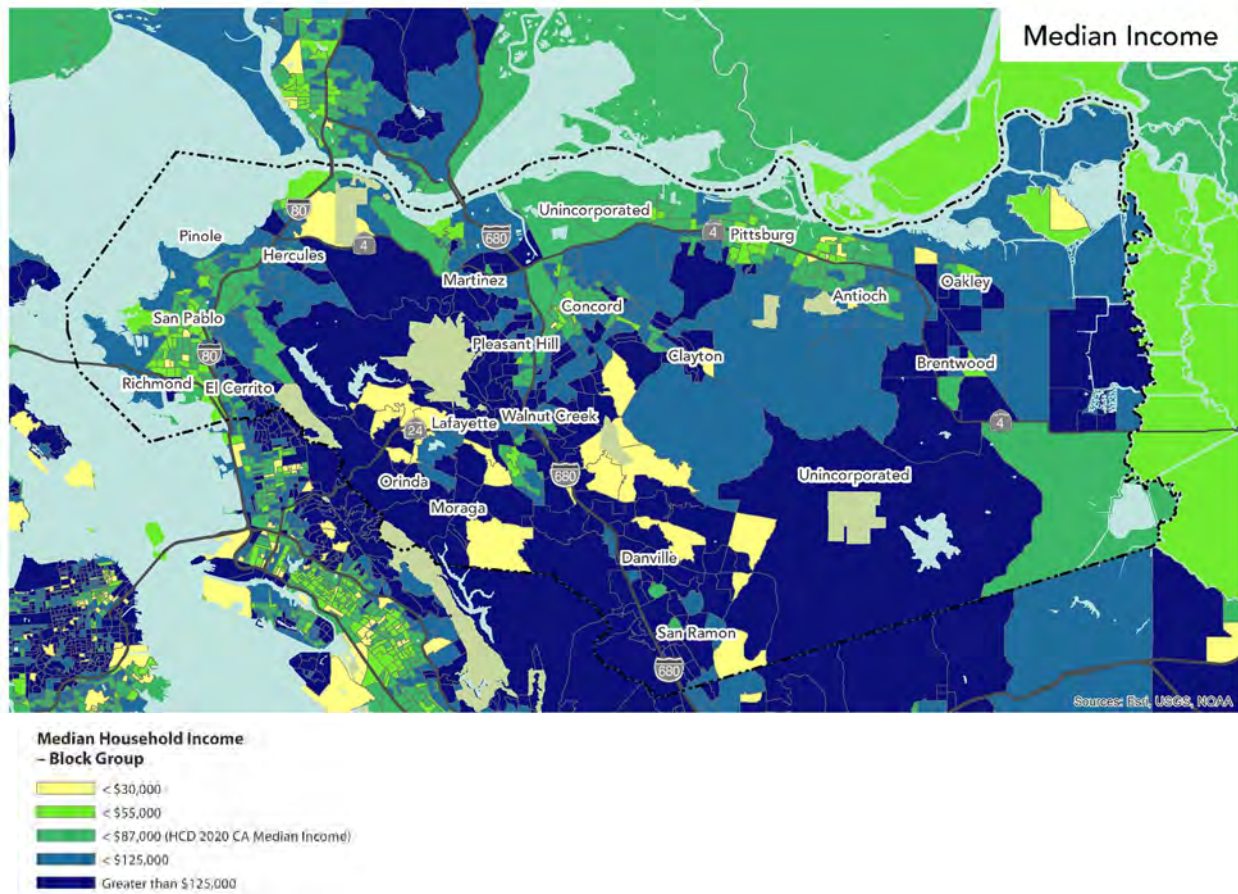 Median Income
Unincorporated
80
4
680
4
Pittsburg
Pinole
Hercules
Martinez
Antioch
Oakley
San Pablo
Concord
80
Pleasant Hill
Clayton
Brentwood
Richmond
El Cerrito
Lafayette
Walnut Creek
24
4
680
Orinda
Unincorporated
Moraga
Danville
San Ramon
680
Sources: Esri, USGS, NOAA
Median Household Income
– Block Group
< $30,000
< $55,000
< $87,000 (HCD 2020 CA Median Income)
< $125,000
Greater than $125,000